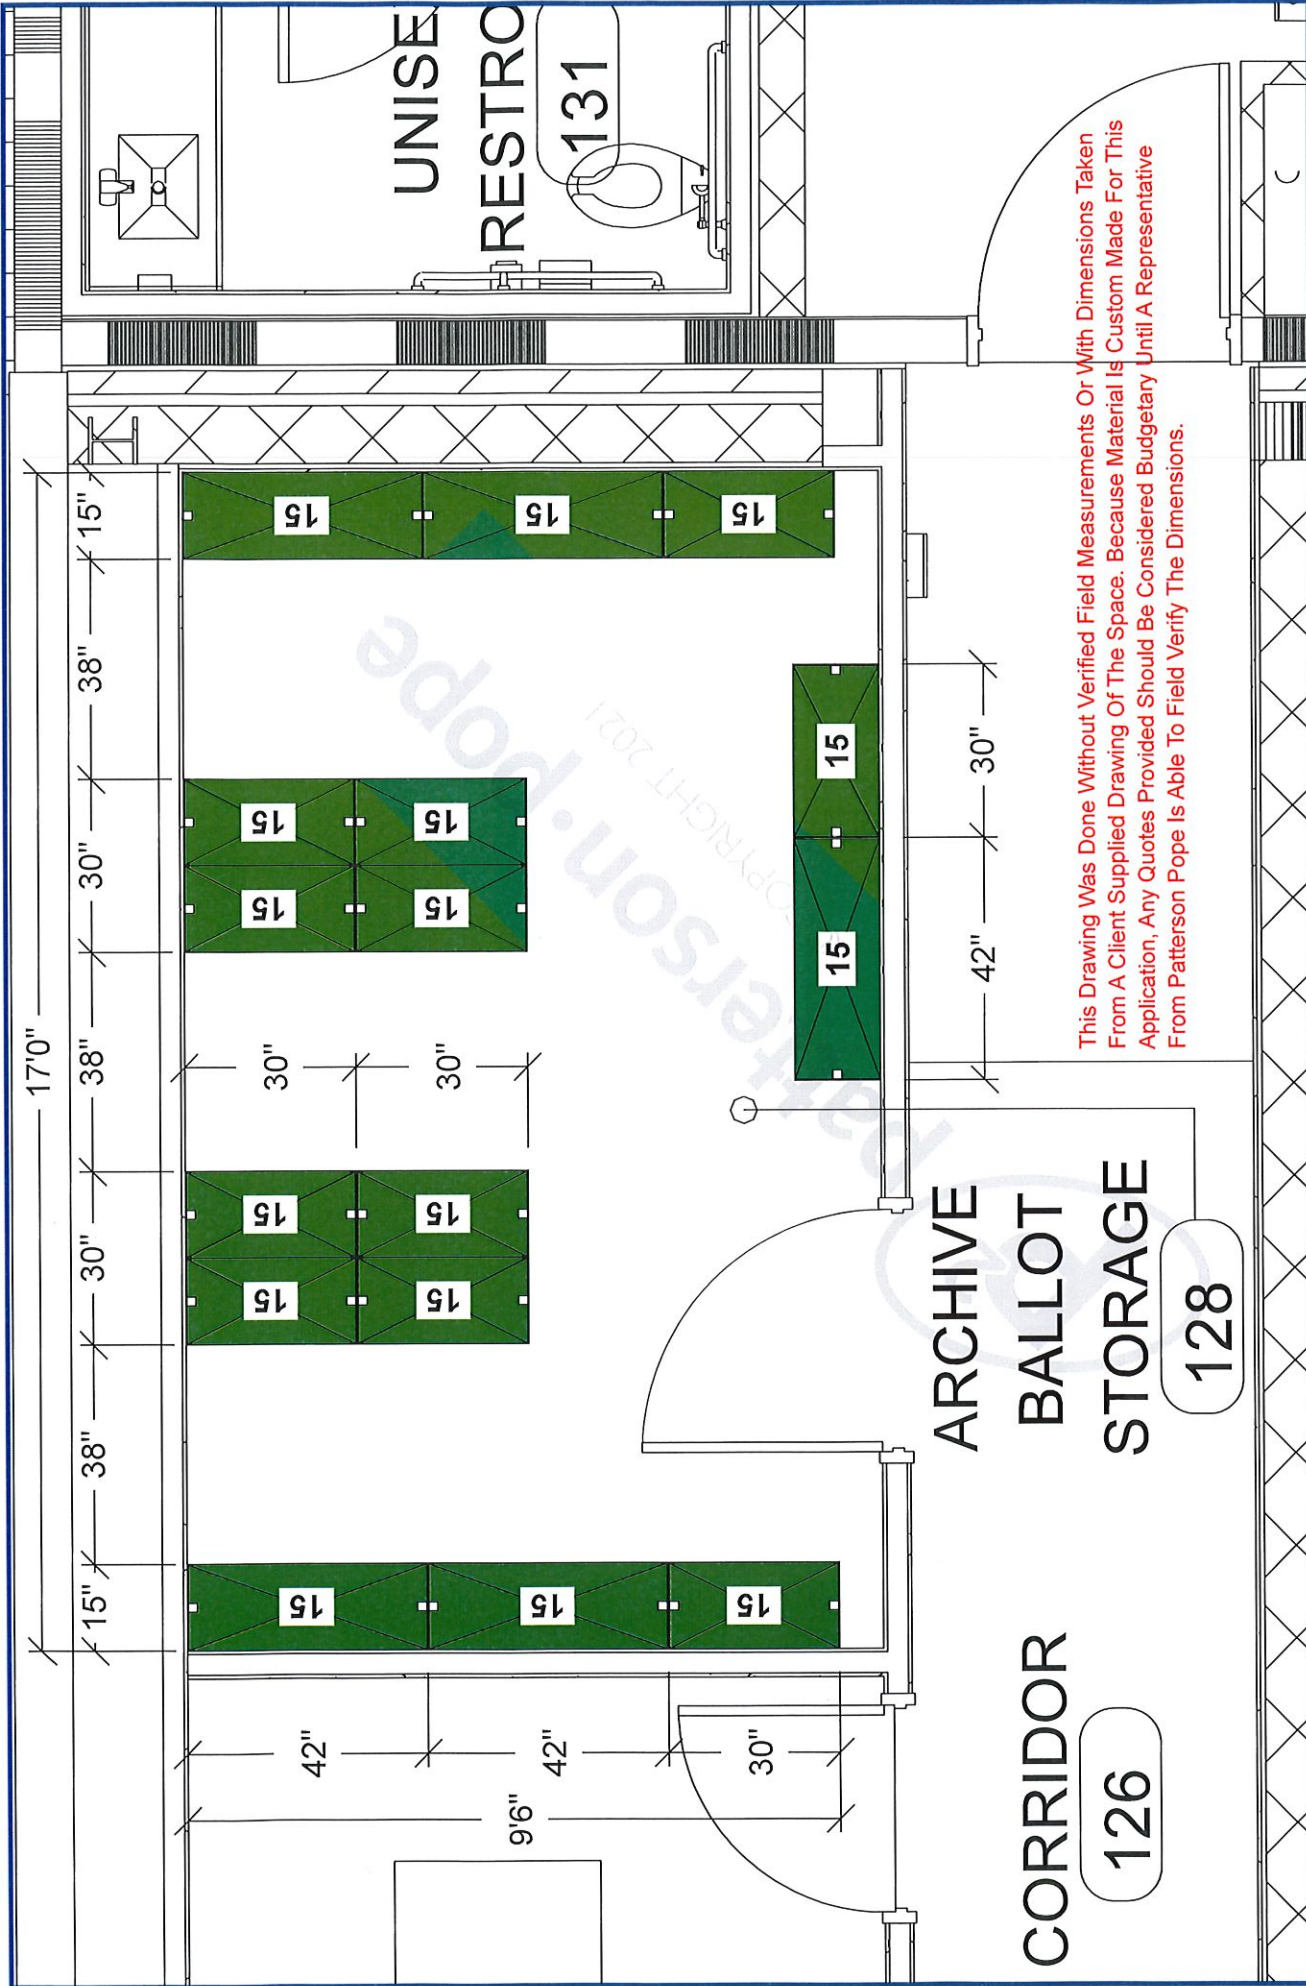 17'0"
15" 38" 30" 38" 30" 38" 15"
42" 15 15 15 30" 15 15 15
UNISE
15 15 30" 15 15
RESTRO
131
9'6"
42" 15 15
30" 15 15
15 15
42" 30"
patterson pope
COPYRIGHT 2021
ARCHIVE
BALLOT
STORAGE
128
CORRIDOR
126
This Drawing Was Done Without Verified Field Measurements Or With Dimensions Taken
From A Client Supplied Drawing Of The Space. Because Material Is Custom Made For This
Application, Any Quotes Provided Should Be Considered Budgetary Until A Representative
From Patterson Pope Is Able To Field Verify The Dimensions.